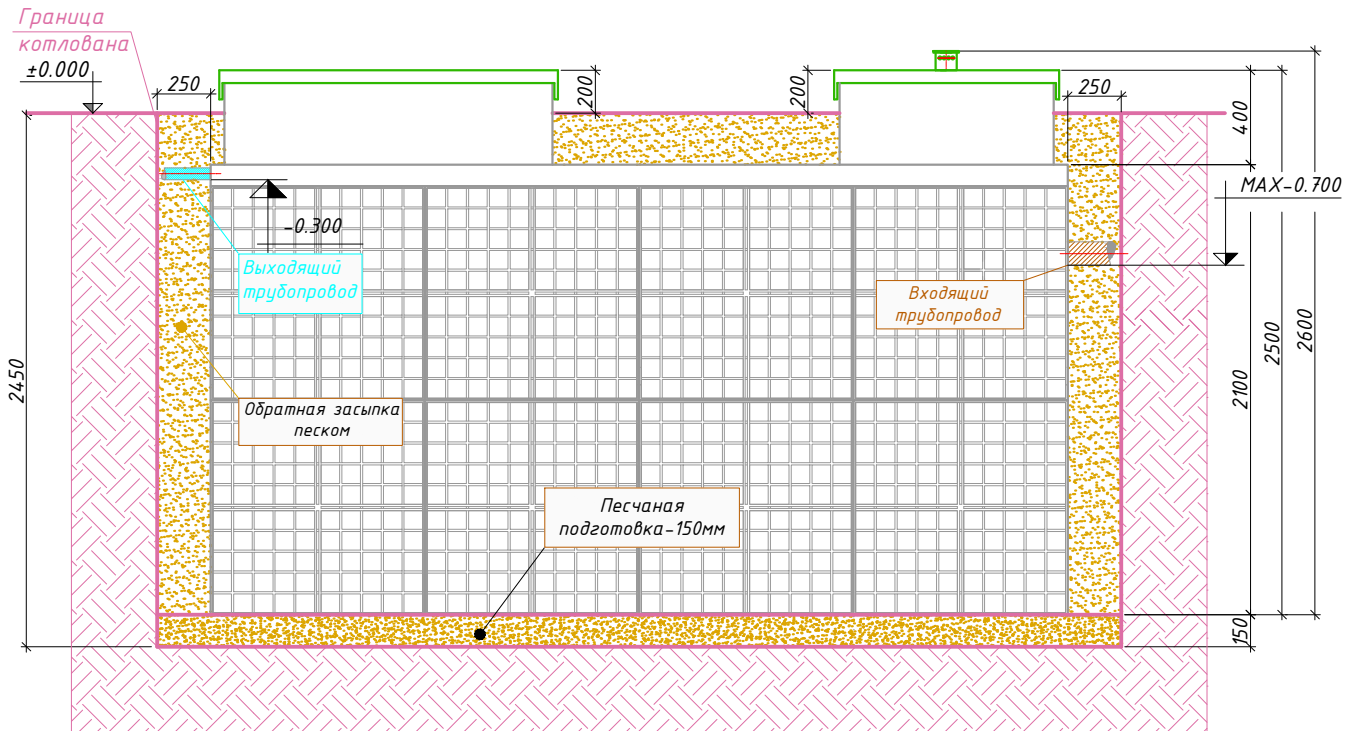 Граница
котлована
±0.000
250
200
200
250
400
MAX-0.700
-0.300
Выходящий
трубопровод
Входящий
трубопровод
2450
Обратная засыпка
песком
2100
2500
2600
Песчаная
подготовка-150мм
150